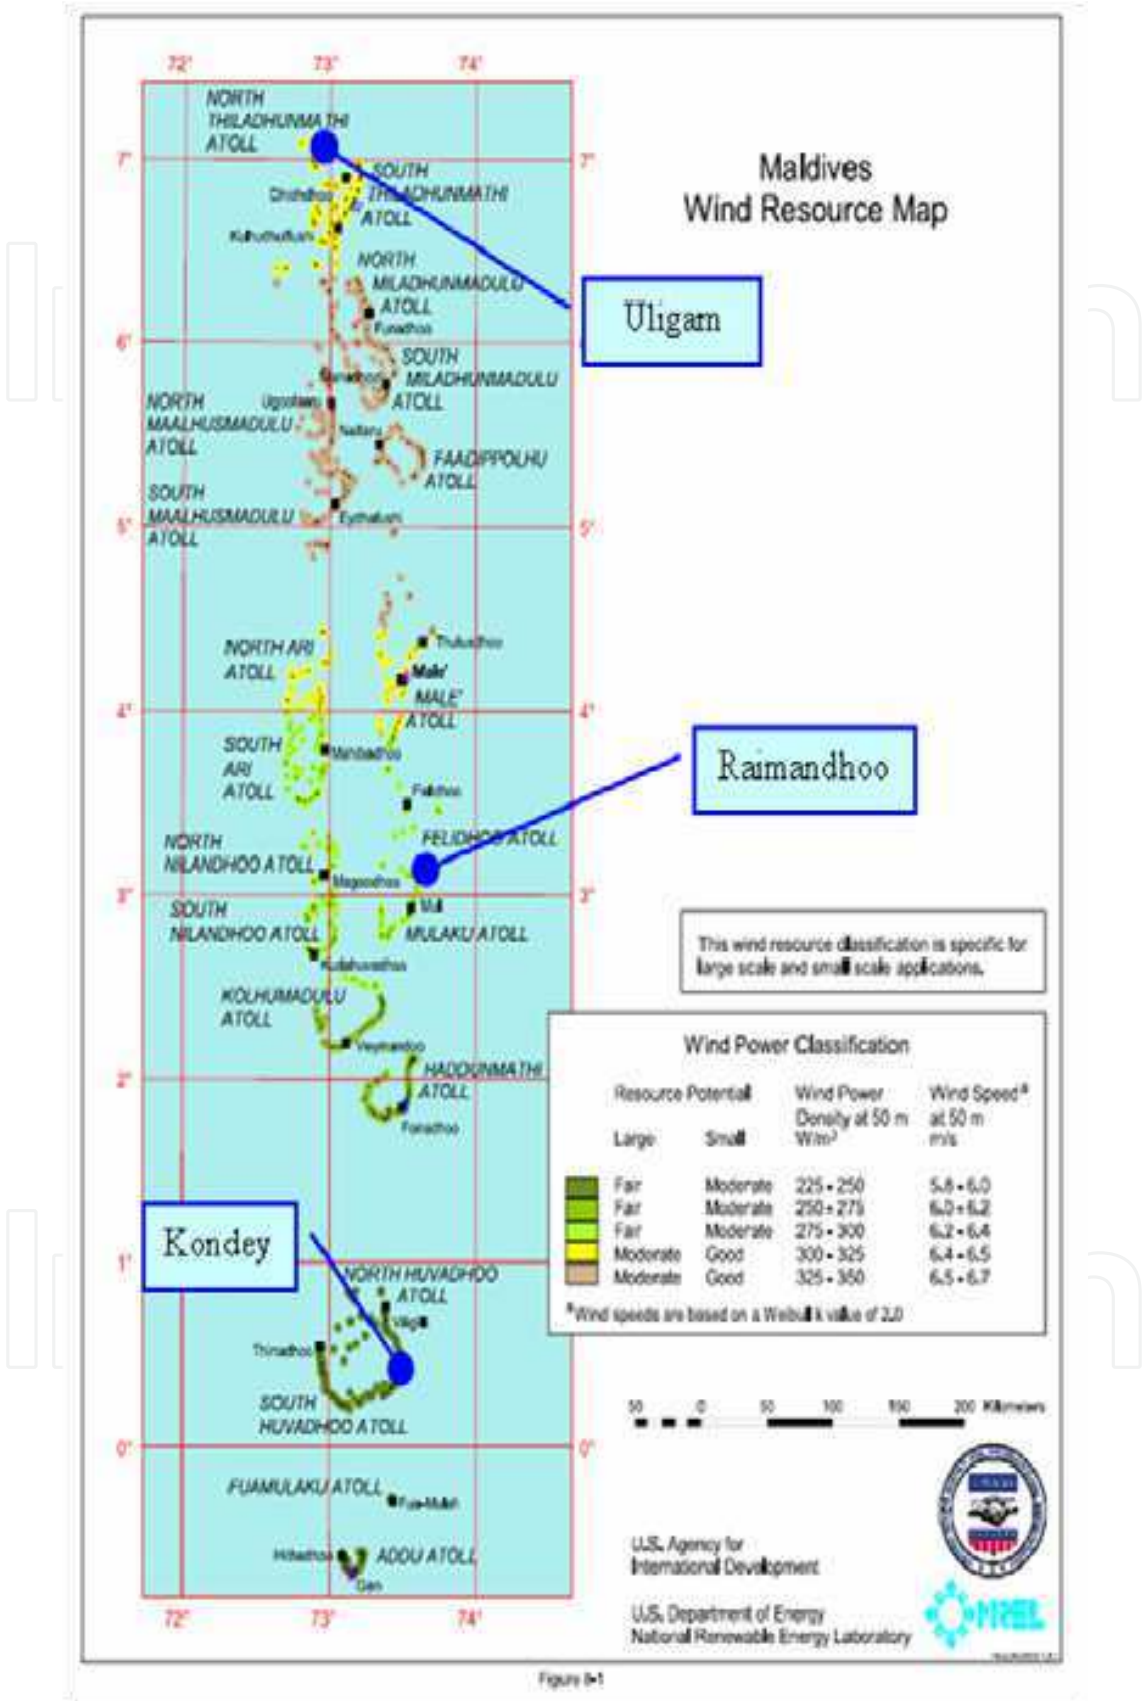 72°
73°
74°
NORTH
THILADHUNMATHI
ATOLL
7°
7°
SOUTH
THILADHUNMATHI
ATOLL
Maldives
Wind Resource Map
NORTH
MILADHUNMADULU
ATOLL
Funadhoo
Uligam
6°
6°
SOUTH
MILADHUNMADULU
ATOLL
NORTH
MAALHUSMADULU
ATOLL
Naifaru
FAADIPPOLHU
ATOLL
SOUTH
MAALHUSMADULU
ATOLL
Eydhafushi
5°
5°
Thulusdhoo
NORTH ARI
ATOLL
Male'
MALE'
ATOLL
4°
4°
SOUTH
ARI
ATOLL
Mahibadhoo
Raimandhoo
Felidhoo
FELIDHOO ATOLL
NORTH
NILANDHOO ATOLL
Magoodhoo
3°
3°
SOUTH
NILANDHOO ATOLL
Muli
MULAKU ATOLL
Kudahuvadhoo
This wind resource classification is specific for
large scale and small scale applications.
KOLHUMADULU
ATOLL
Veymandoo
HADDUNMATHI
ATOLL
2°
2°
Fonadhoo
Wind Power Classification
Resource Potential Wind Power Wind Speed a
Density at 50 m at 50 m
Large Small W/m2 m/s
Fair Moderate 225 - 250 5.8 - 6.0
Fair Moderate 250 - 275 6.0 - 6.2
Fair Moderate 275 - 300 6.2 - 6.4
Moderate Good 300 - 325 6.4 - 6.5
Moderate Good 325 - 350 6.5 - 6.7
a Wind speeds are based on a Weibull k value of 2.0
Kondey
1°
NORTH HUVADHOO
ATOLL
Viligili
Thinadhoo
SOUTH
HUVADHOO ATOLL
50 0 50 100 150 200 Kilometers
0°
0°
FUAMULAKU ATOLL
Fua-Mulah
Hithadhoo
ADDU ATOLL
Gan
72°
73°
74°
U.S. Agency for
International Development
U.S. Department of Energy
National Renewable Energy Laboratory
NREL
Figure 8-1